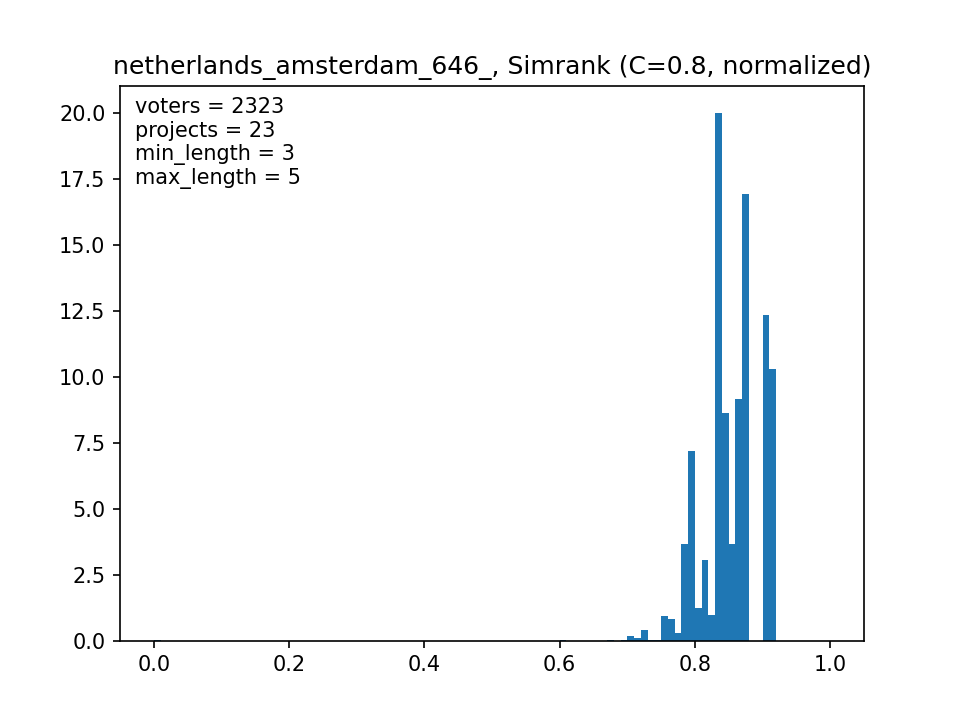 netherlands_amsterdam_646_, Simrank (C=0.8, normalized)
voters = 2323
projects = 23
min_length = 3
max_length = 5
20.0
17.5
15.0
12.5
10.0
7.5
5.0
2.5
0.0
0.0 0.2 0.4 0.6 0.8 1.0